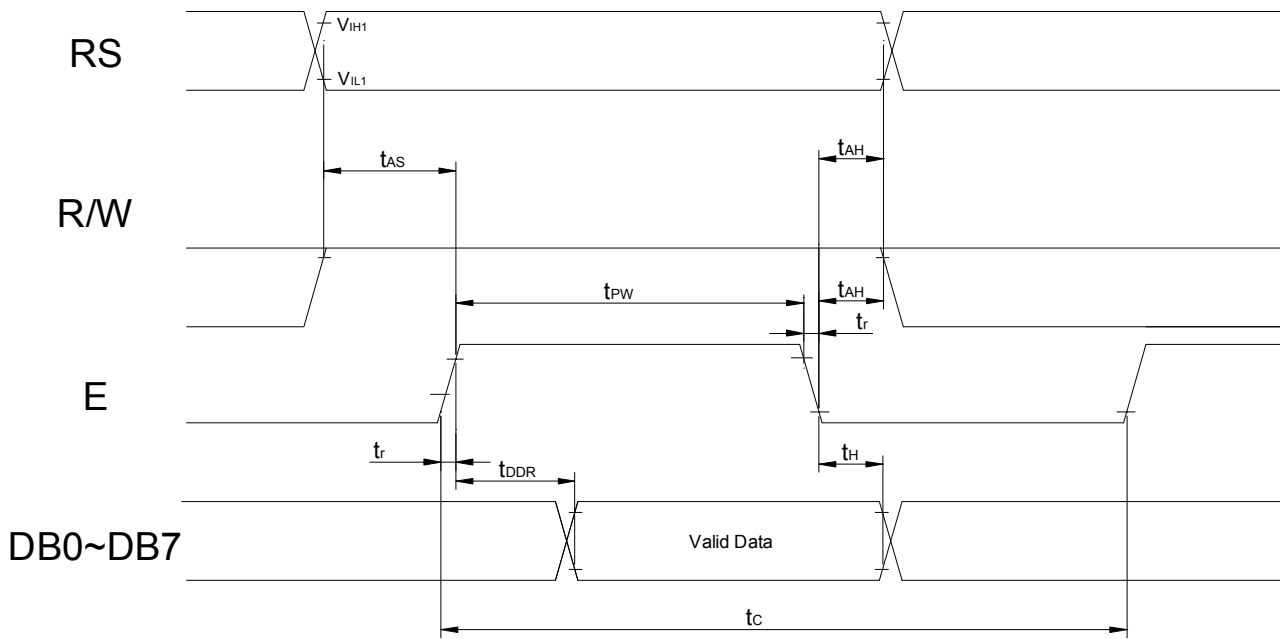 RS
VIH1
VIL1
tAS
tAH
R/W
tPW
tAH
tr
E
tr
tDDR
tH
DB0~DB7
Valid Data
tC